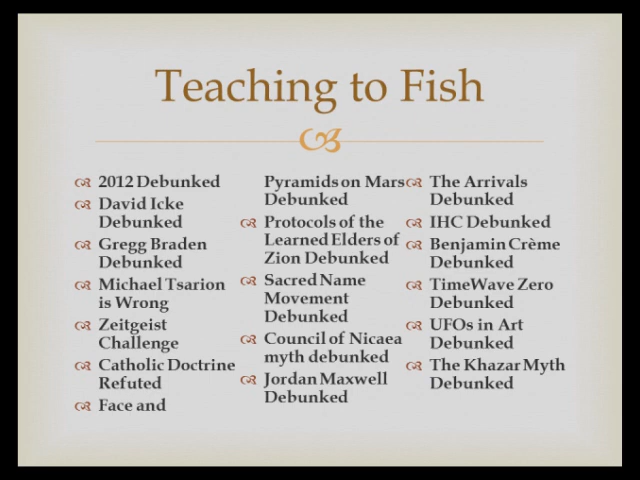 Teaching to Fish
2012 Debunked
David Icke
Debunked
Gregg Braden
Debunked
Michael Tsarion
is Wrong
Zeitgeist
Challenge
Catholic Doctrine
Refuted
Face and
Pyramids on Mars
Debunked
Protocols of the
Learned Elders of
Zion Debunked
Sacred Name
Movement
Debunked
Council of Nicaea
myth debunked
Jordan Maxwell
Debunked
The Arrivals
Debunked
IHC Debunked
Benjamin Crème
Debunked
TimeWave Zero
Debunked
UFOs in Art
Debunked
The Khazar Myth
Debunked